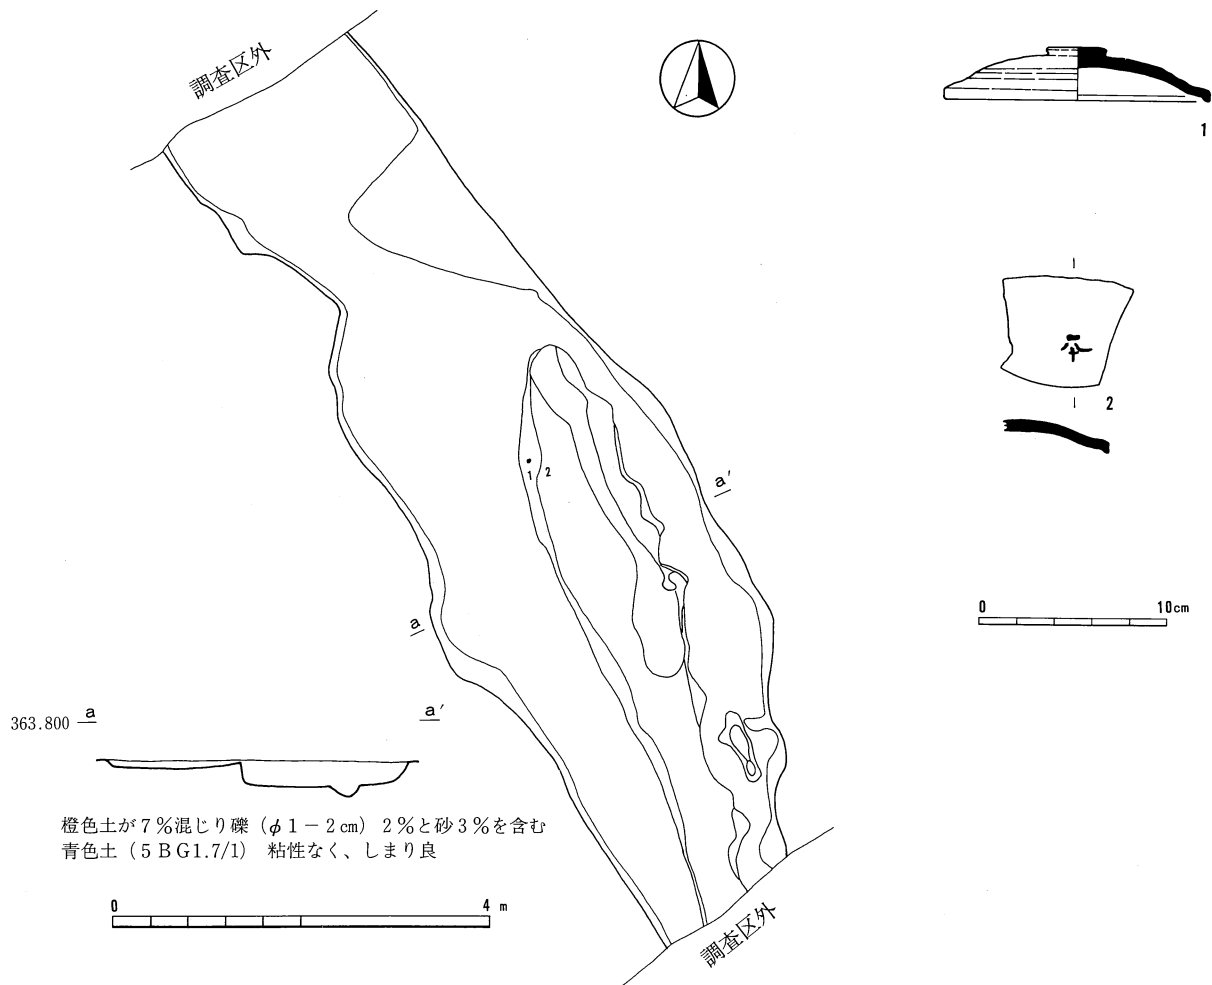 調査区外
1
2
1 2
a'
0 10cm
a
363.800 a a'
橙色土が7％混じり礫（φ1－2㎝）2％と砂3％を含む
青色土（5ＢＧ1.7/1） 粘性なく、しまり良
0 4 m
調査区外